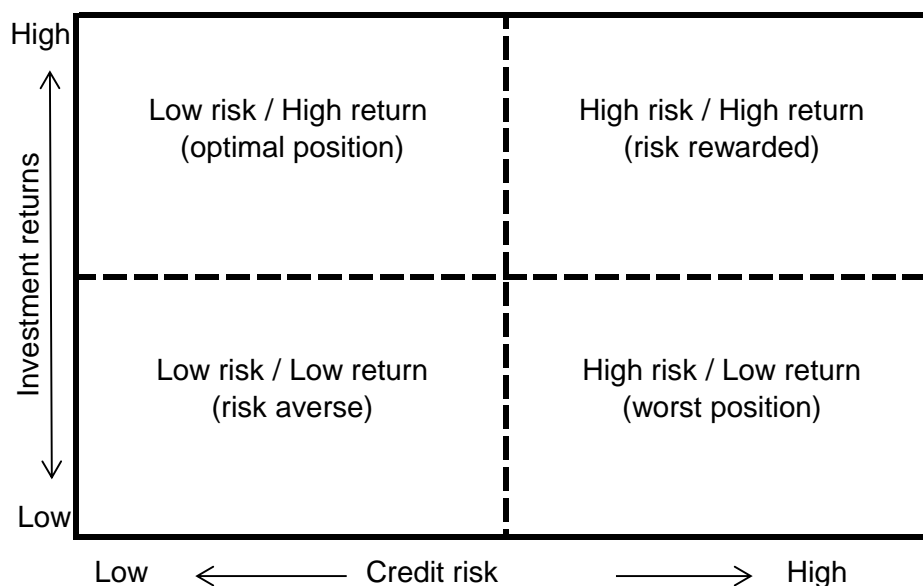 High
Low risk / High return
(optimal position)
High risk / High return
(risk rewarded)
Investment returns
Low risk / Low return
(risk averse)
High risk / Low return
(worst position)
Low
Low
Credit risk
High